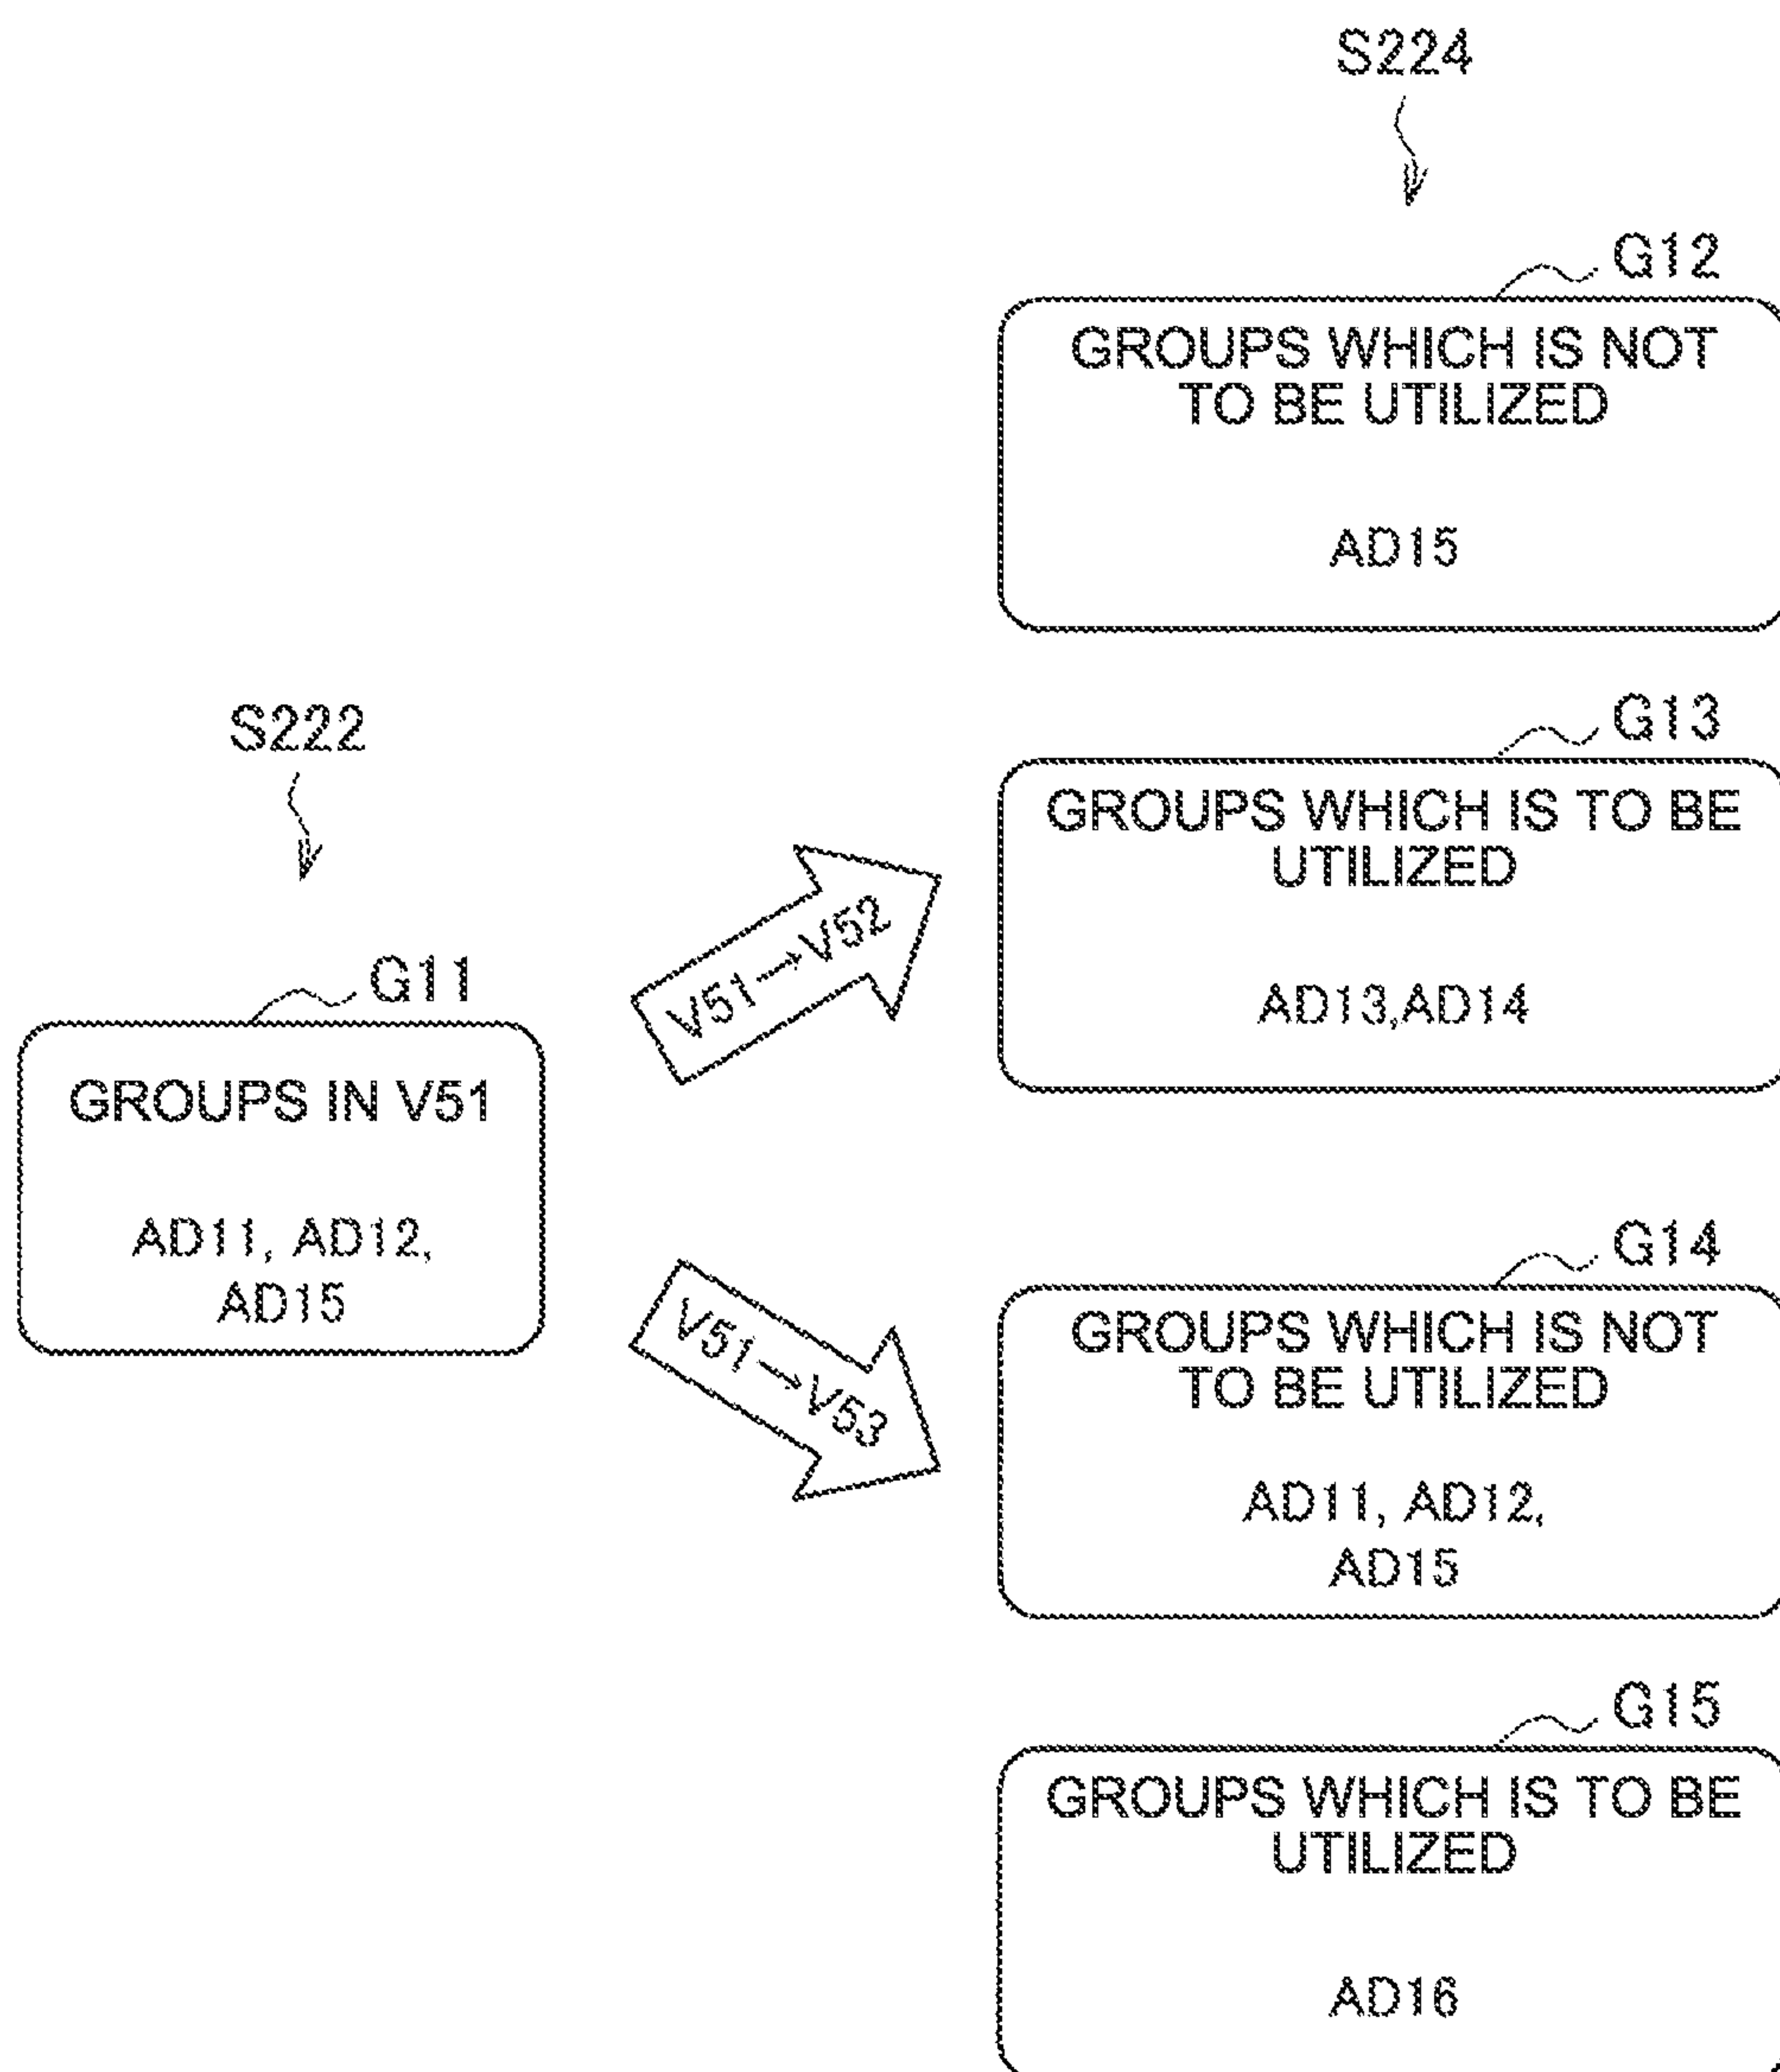 S224
G12
GROUPS WHICH IS NOT
TO BE UTILIZED
AD15
S222
G13
GROUPS WHICH IS TO BE
UTILIZED
AD13,AD14
V51→V52
G11
GROUPS IN V51
AD11, AD12,
AD15
V51→V53
G14
GROUPS WHICH IS NOT
TO BE UTILIZED
AD11, AD12,
AD15
G15
GROUPS WHICH IS TO BE
UTILIZED
AD16